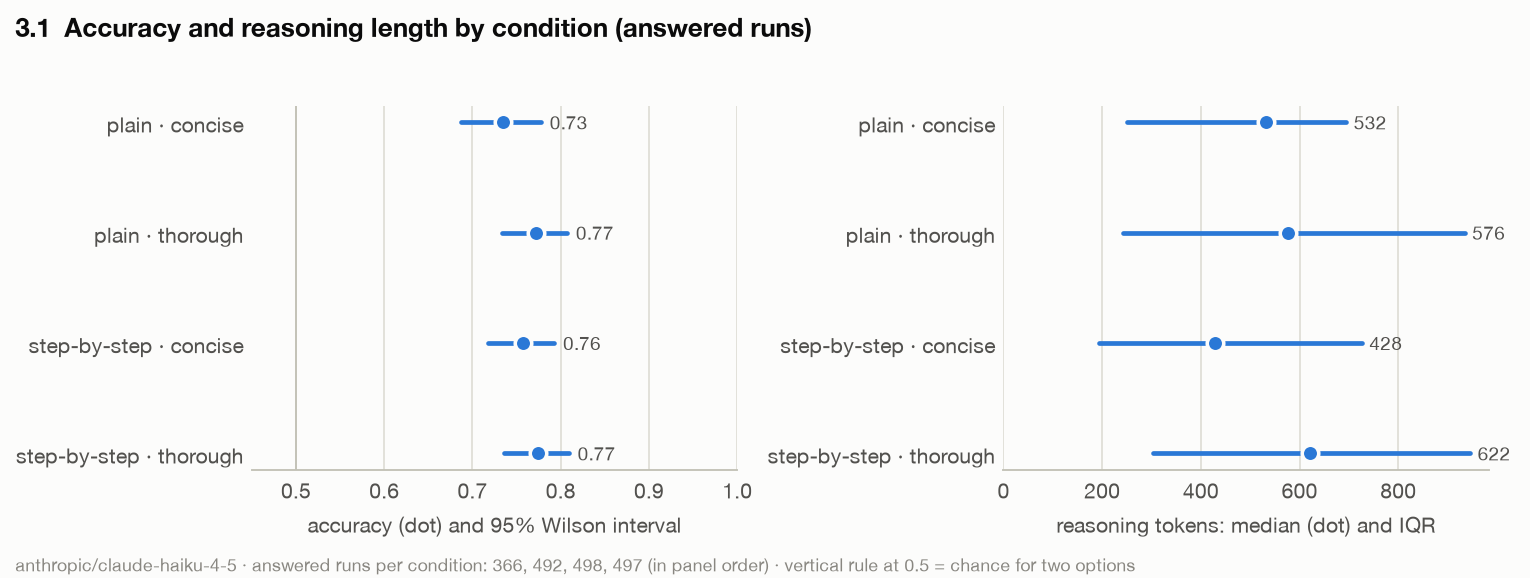 3.1 Accuracy and reasoning length by condition (answered runs)
plain · concise
0.73
plain · thorough
0.77
step-by-step · concise
0.76
step-by-step · thorough
0.77
0.5 0.6 0.7 0.8 0.9 1.0
accuracy (dot) and 95% Wilson interval
plain · concise
532
plain · thorough
576
step-by-step · concise
428
step-by-step · thorough
622
0 200 400 600 800
reasoning tokens: median (dot) and IQR
anthropic/claude-haiku-4-5 · answered runs per condition: 366, 492, 498, 497 (in panel order) · vertical rule at 0.5 = chance for two options